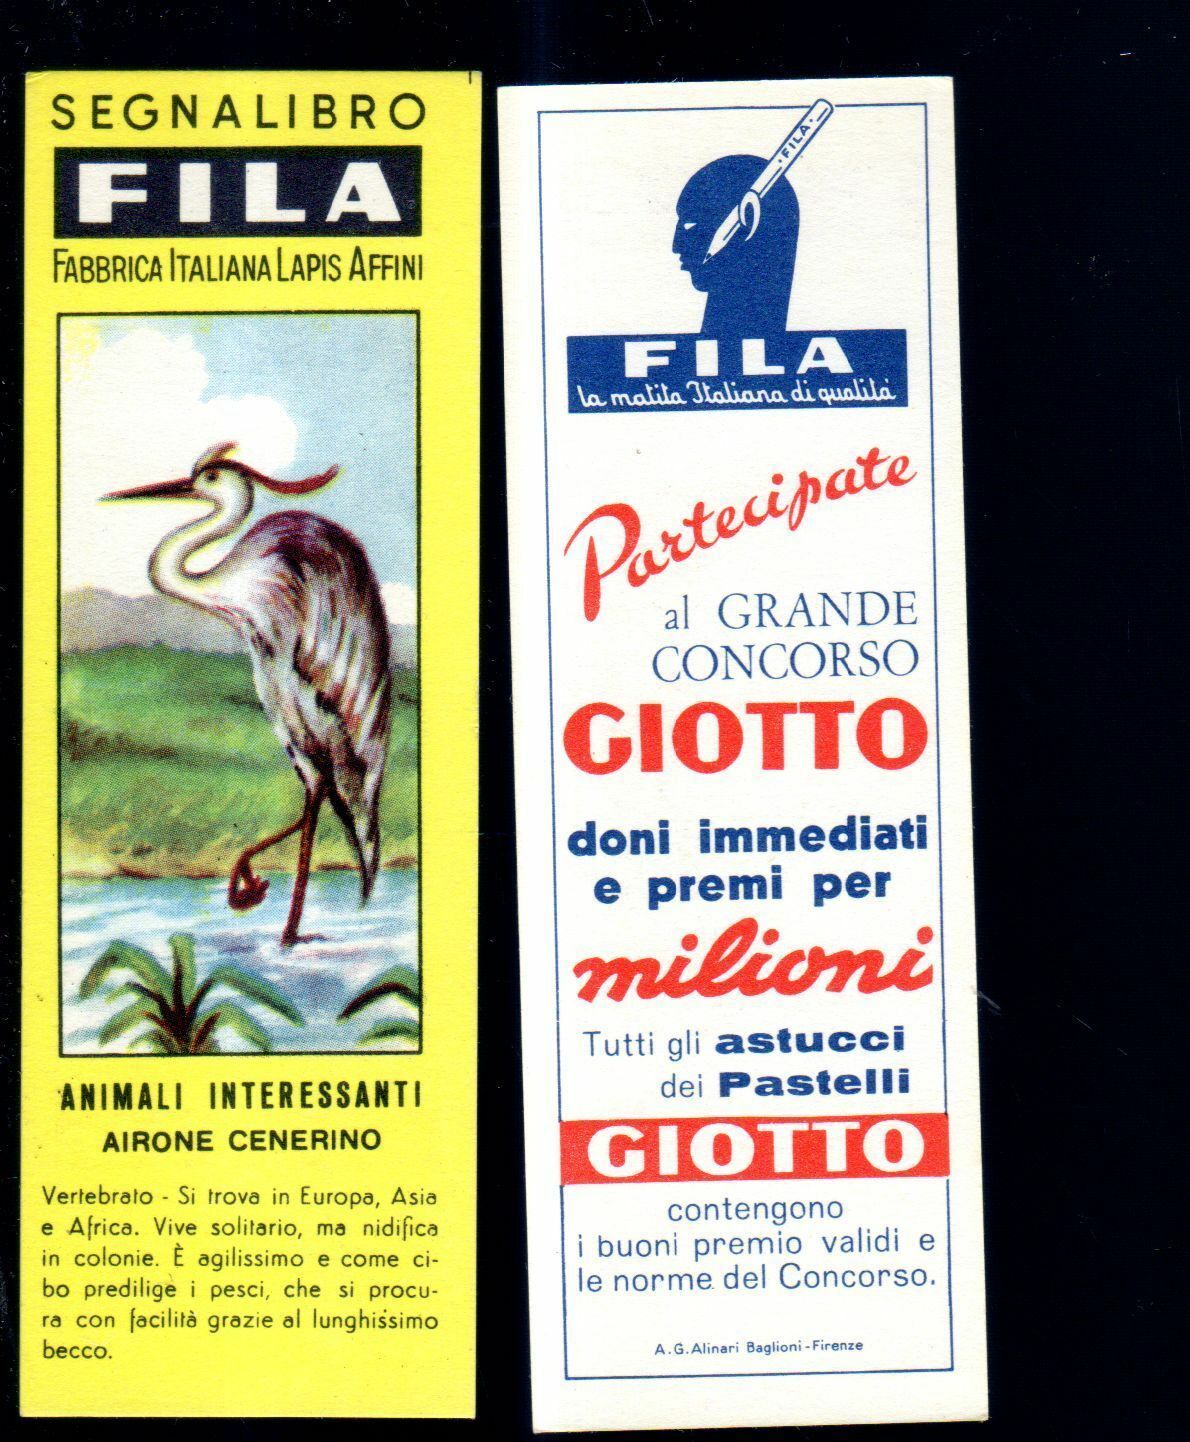 SEGNALIBRO
FILA
FABBRICA ITALIANA LAPIS AFFINI
ANIMALI INTERESSANTI
AIRONE CENERINO
Vertebrato - Si trova in Europa, Asia
e Africa. Vive solitario, ma nidifica
in colonie. È agilissimo e come ci-
bo predilige i pesci, che si procu-
ra con facilità grazie al lunghissimo
becco.
·FILA·
FILA
la matita Italiana di qualità
Partecipate
al GRANDE
CONCORSO
GIOTTO
doni immediati
e premi per
milioni
Tutti gli astucci
dei Pastelli
GIOTTO
contengono
i buoni premio validi e
le norme del Concorso.
A.G.Alinari Baglioni-Firenze